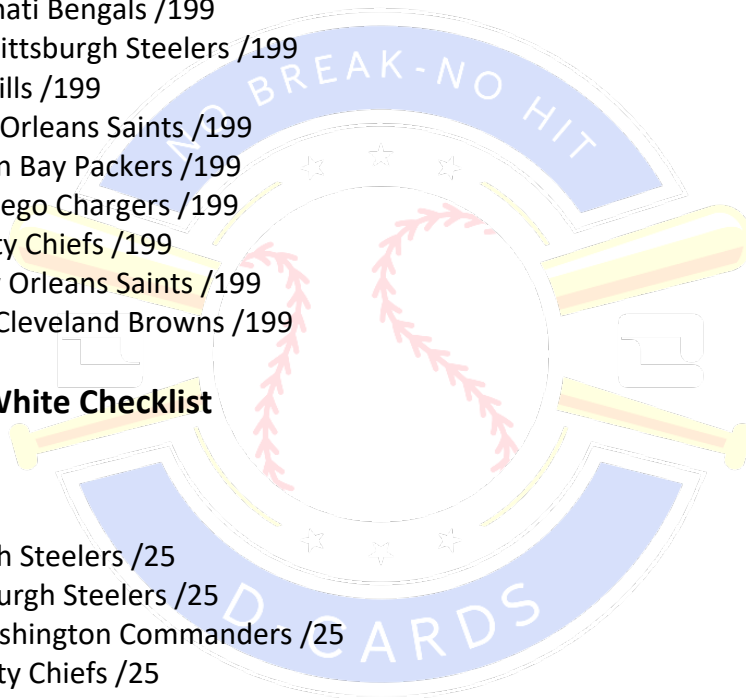 nati Bengals /199
ittsburgh Steelers /199
ills /199
Orleans Saints /199
n Bay Packers /199
ego Chargers /199
ty Chiefs /199
Orleans Saints /199
Cleveland Browns /199
White Checklist
h Steelers /25
urgh Steelers /25
shington Commanders /25
ty Chiefs /25
NO BREAK-NO HIT
D-CARDS